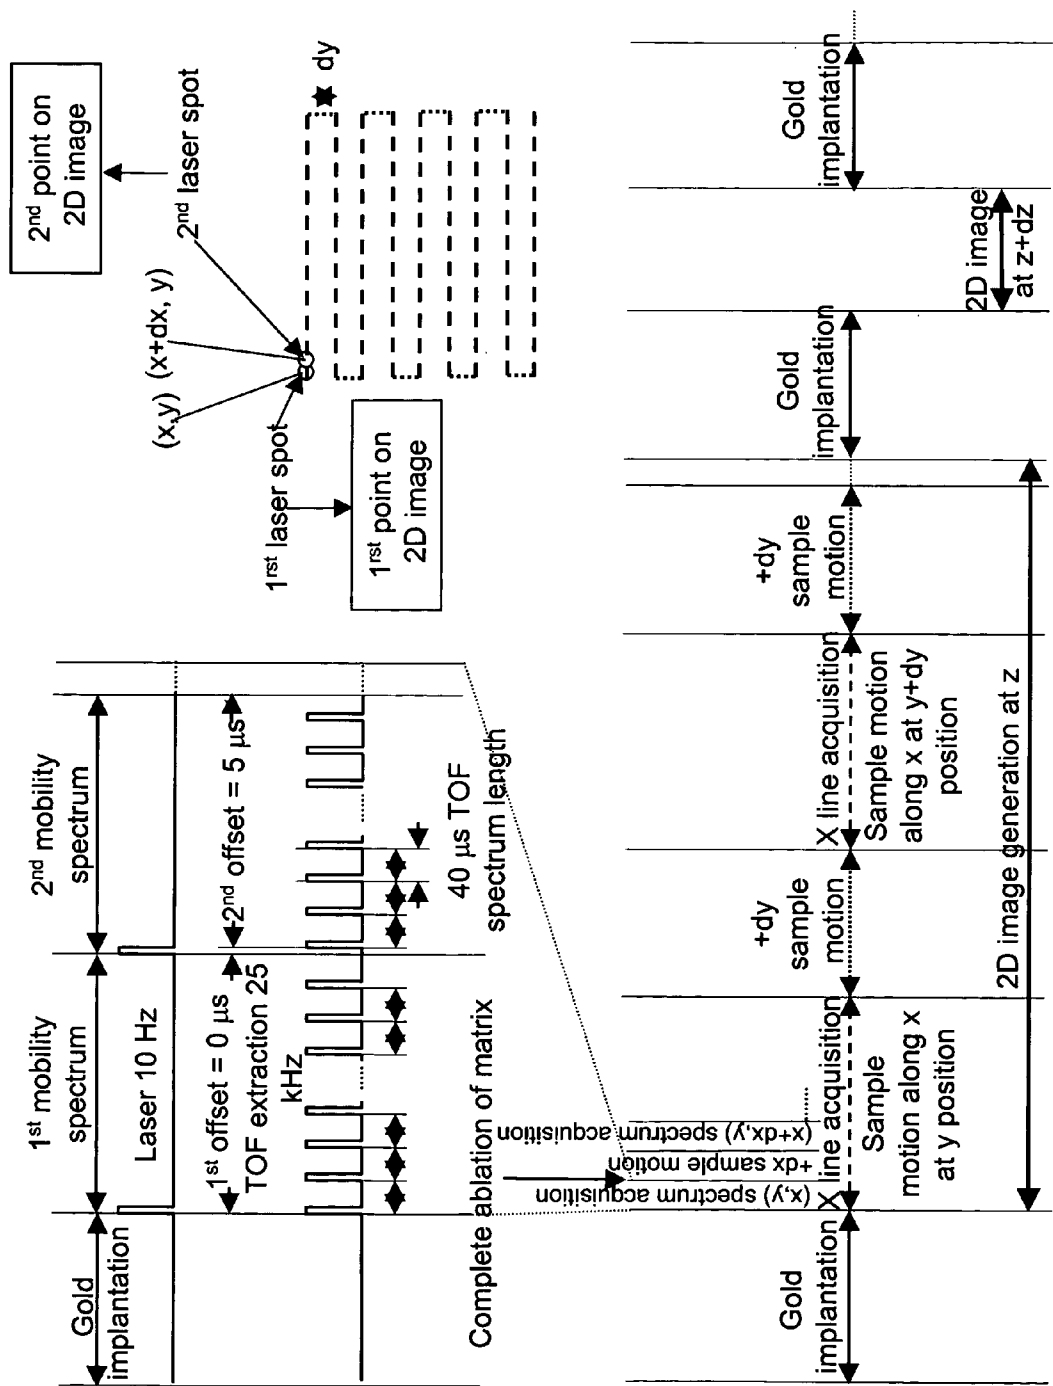 Gold
implantation
1st mobility
spectrum
2nd mobility
spectrum
Laser 10 Hz
1st offset = 0 µs
TOF extraction 25
kHz
2nd offset = 5 µs
40 µs TOF
spectrum length
Complete ablation of matrix
2nd point on
2D image
2nd laser spot
(x,y)
(x+dx, y)
dy
1rst laser spot
1rst point on
2D image
(x,y) spectrum acquisition
+dx sample motion
(x+dx,y) spectrum acquisition
Gold
implantation
X line acquisition
Sample
motion along x
at y position
+dy
sample
motion
X line acquisition
Sample motion
along x at y+dy
position
+dy
sample
motion
2D image generation at z
Gold
implantation
2D image
at z+dz
Gold
implantation